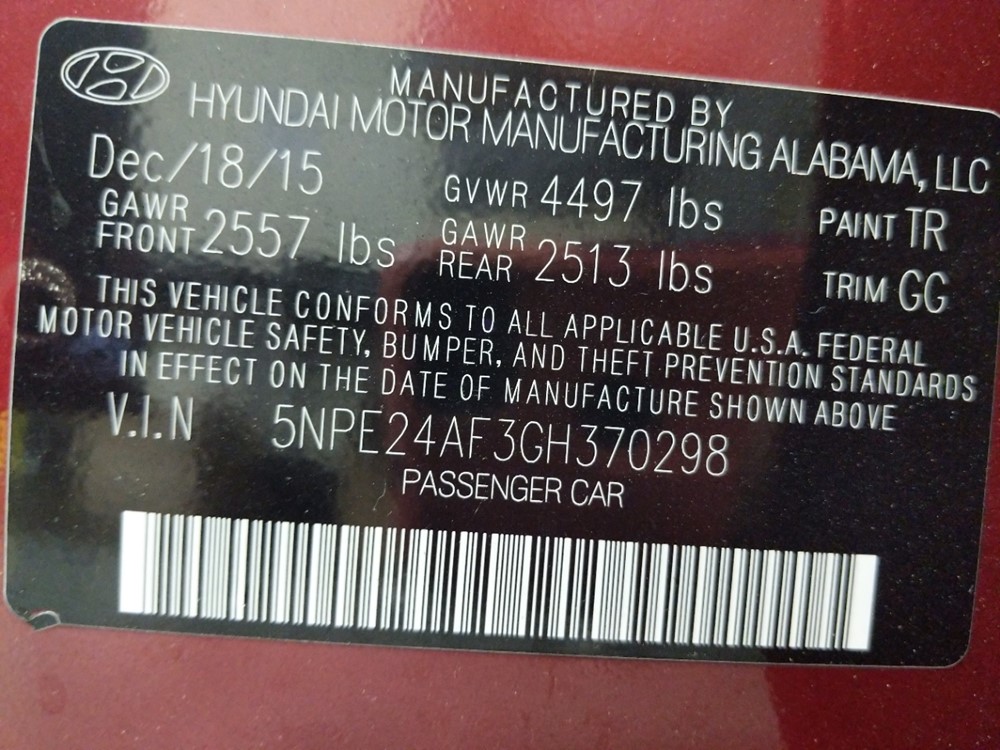 MANUFACTURED BY
HYUNDAI MOTOR MANUFACTURING ALABAMA, LLC
Dec/18/15 GVWR 4497 lbs PAINT TR
GAWR FRONT 2557 lbs GAWR REAR 2513 lbs TRIM GG
THIS VEHICLE CONFORMS TO ALL APPLICABLE U.S.A. FEDERAL
MOTOR VEHICLE SAFETY, BUMPER, AND THEFT PREVENTION STANDARDS
IN EFFECT ON THE DATE OF MANUFACTURE SHOWN ABOVE
V.I.N 5NPE24AF3GH370298
PASSENGER CAR